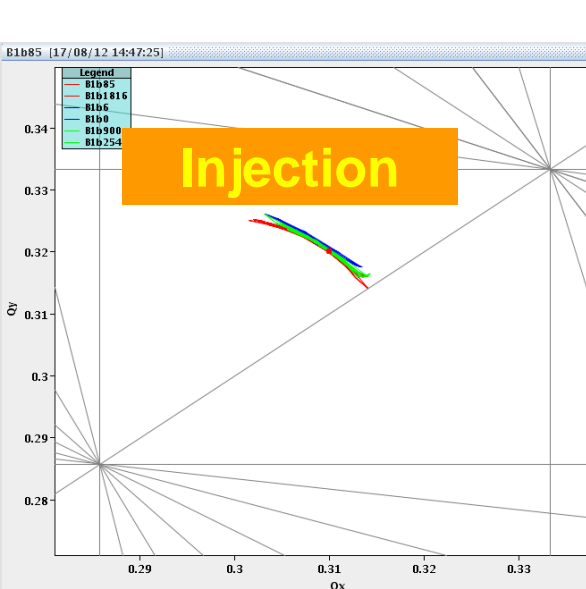 B1b85 [17/08/12 14:47:25]
Legend
B1b85
B1b1816
B1b6
B1b0
B1b900
B1b254
Injection
0.34
0.33
0.32
0.31
0.3
0.29
0.28
Qy
0.29 0.3 0.31 0.32 0.33
Qx